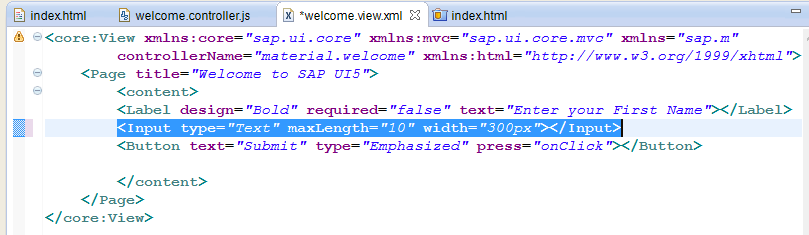 index.html welcome.controller.js *welcome.view.xml index.html
<core:View xmlns:core="sap.ui.core" xmlns:mvc="sap.ui.core.mvc" xmlns="sap.m"
controllerName="material.welcome" xmlns:html="http://www.w3.org/1999/xhtml">
<Page title="Welcome to SAP UI5">
<content>
<Label design="Bold" required="false" text="Enter your First Name"></Label>
<Input type="Text" maxLength="10" width="300px"></Input>
<Button text="Submit" type="Emphasized" press="onClick"></Button>
</content>
</Page>
</core:View>